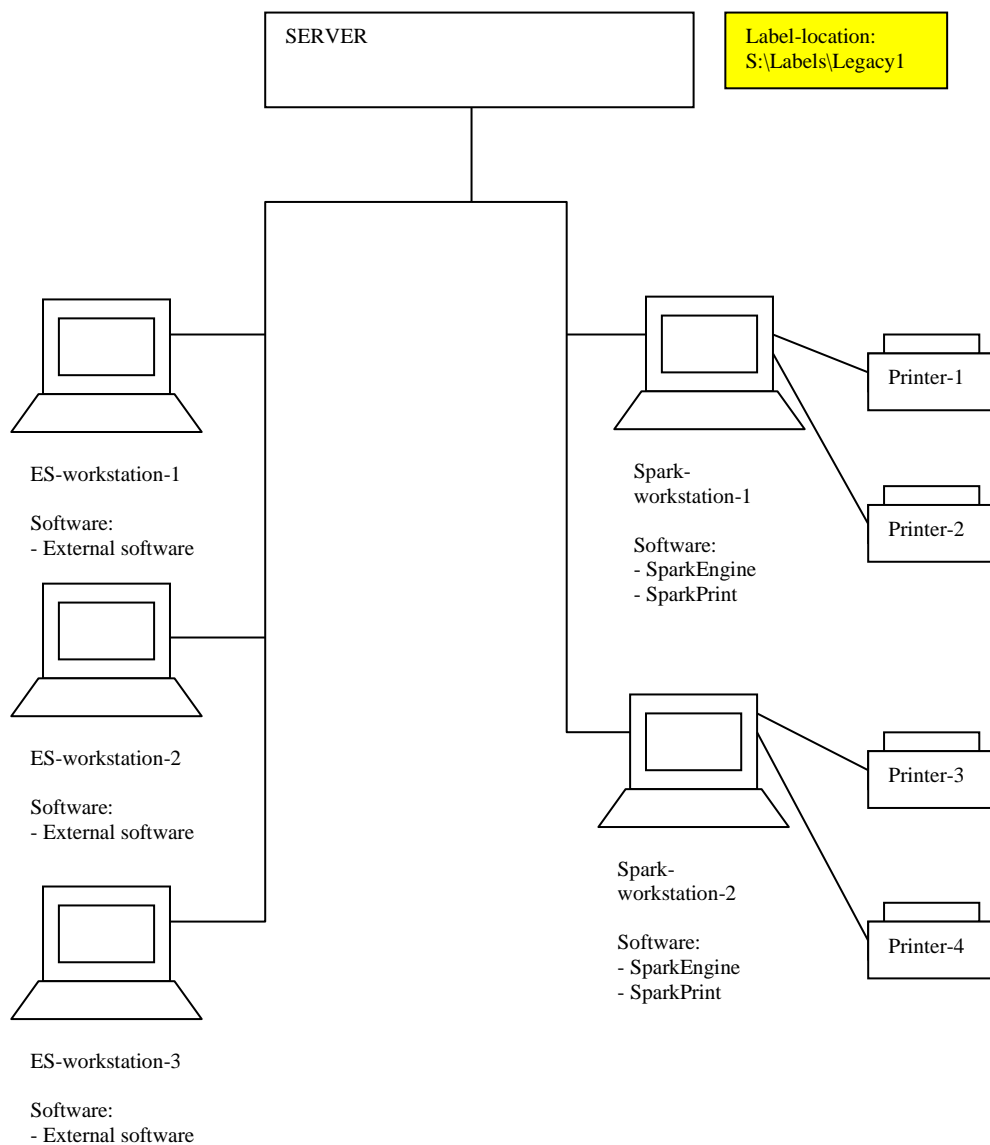 SERVER
Label-location:
S:\Labels\Legacy1
ES-workstation-1
Software:
- External software
ES-workstation-2
Software:
- External software
ES-workstation-3
Software:
- External software
Spark-
workstation-1
Software:
- SparkEngine
- SparkPrint
Printer-1
Printer-2
Spark-
workstation-2
Software:
- SparkEngine
- SparkPrint
Printer-3
Printer-4